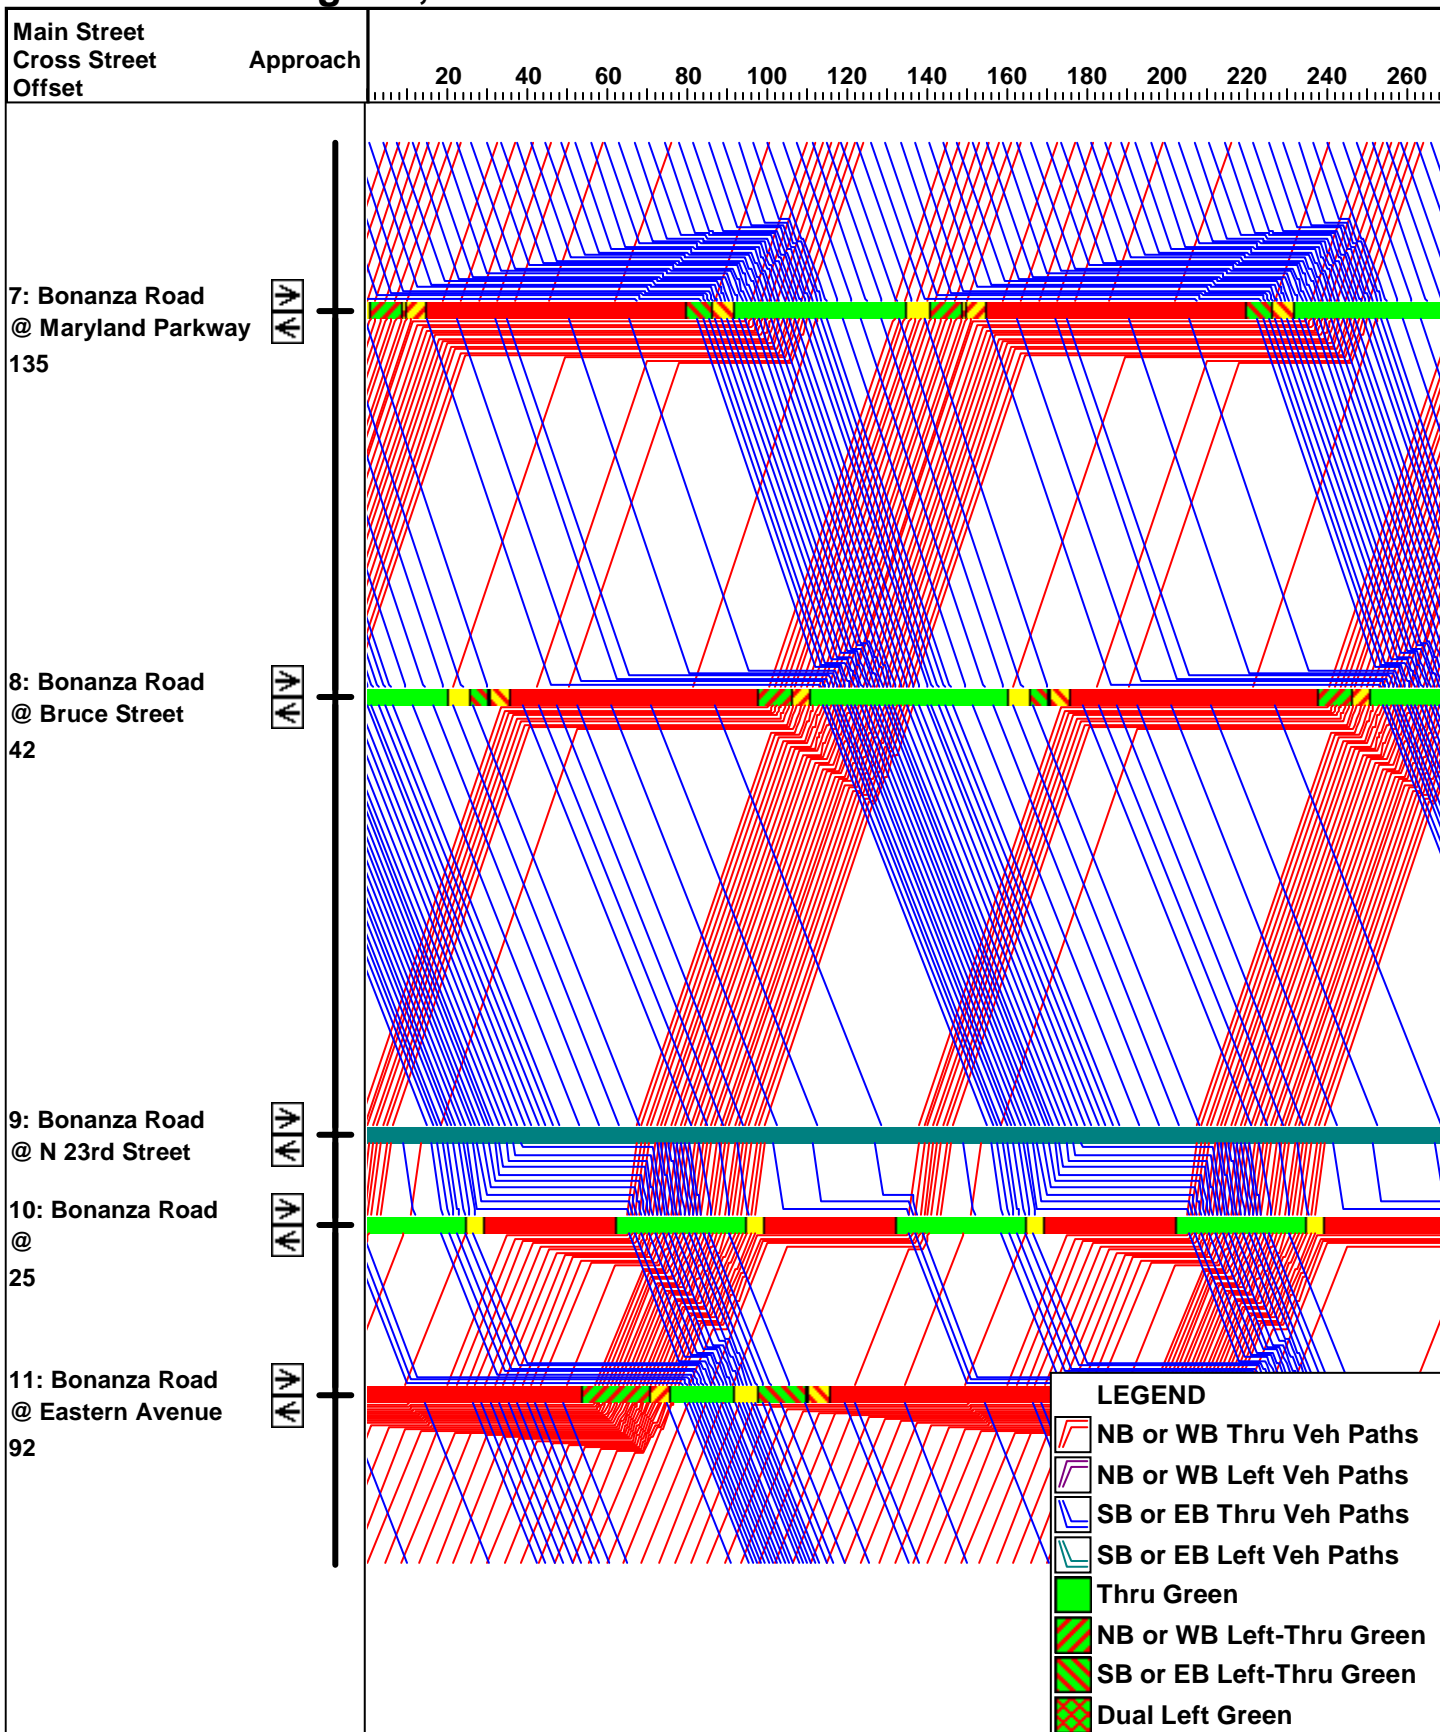 Main Street
Cross Street Approach
Offset
20 40 60 80 100 120 140 160 180 200 220 240 260
7: Bonanza Road
@ Maryland Parkway
135
8: Bonanza Road
@ Bruce Street
42
9: Bonanza Road
@ N 23rd Street
10: Bonanza Road
@
25
11: Bonanza Road
@ Eastern Avenue
92
LEGEND
NB or WB Thru Veh Paths
NB or WB Left Veh Paths
SB or EB Thru Veh Paths
SB or EB Left Veh Paths
Thru Green
NB or WB Left-Thru Green
SB or EB Left-Thru Green
Dual Left Green